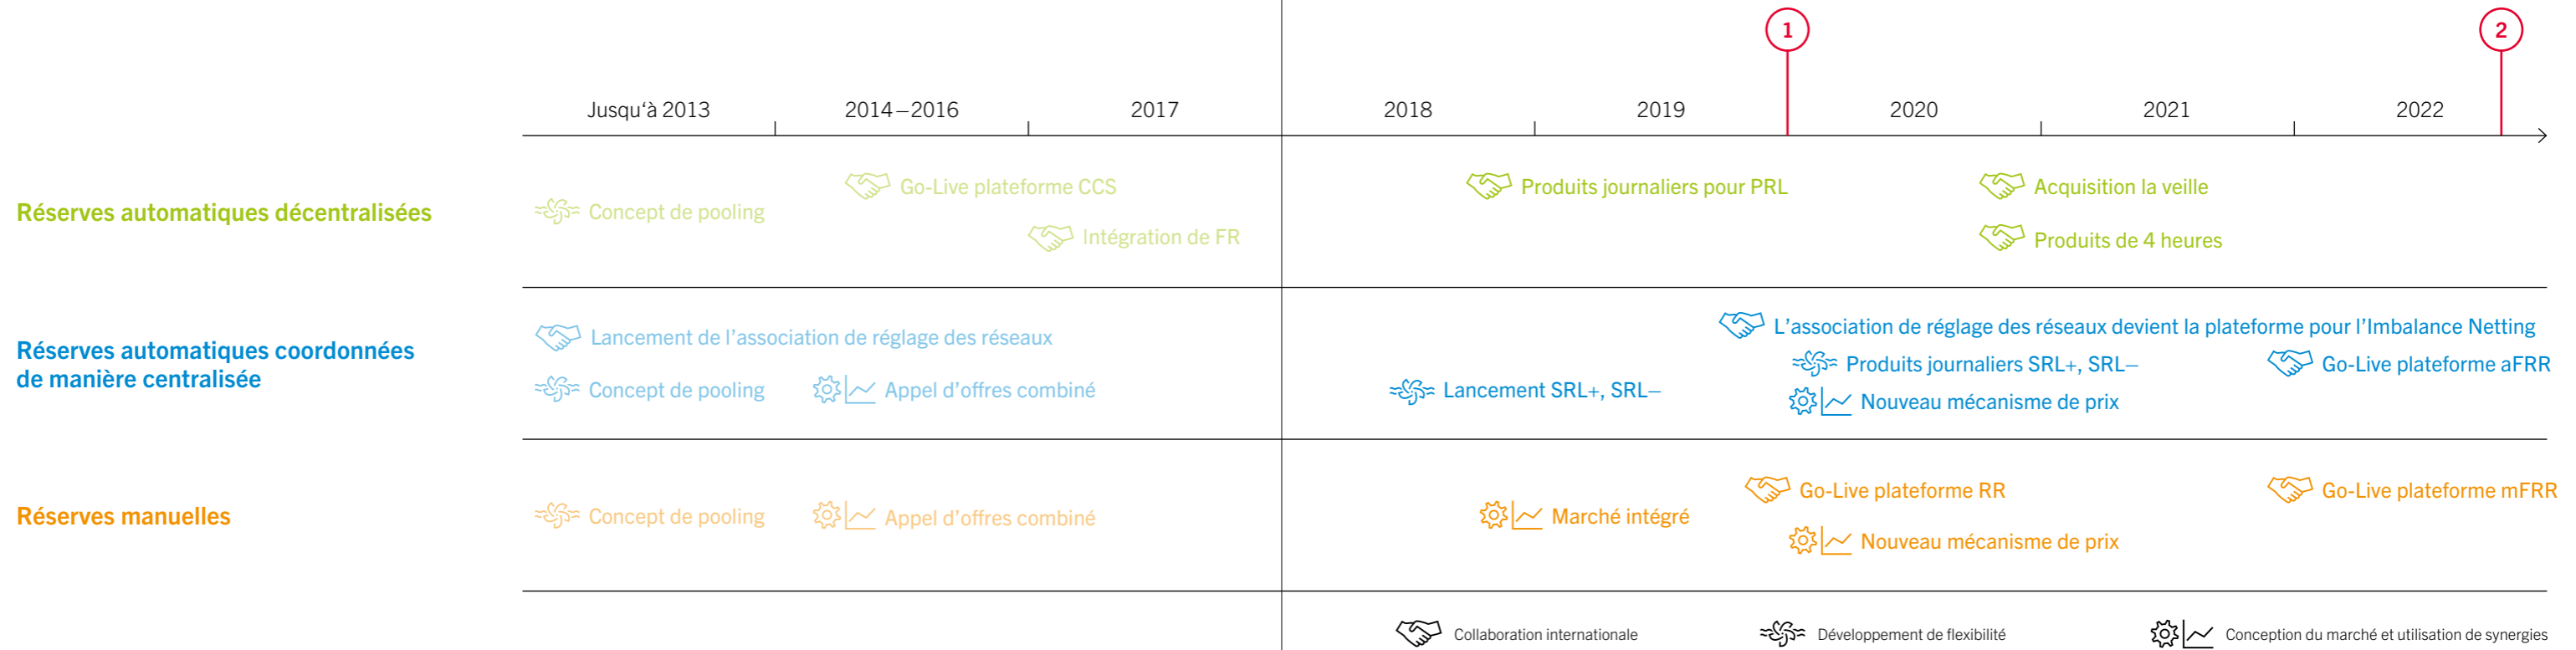 1
2
Jusqu‘à 2013
2014–2016
2017
2018
2019
2020
2021
2022
Réserves automatiques décentralisées
Concept de pooling
Go-Live plateforme CCS
Intégration de FR
Produits journaliers pour PRL
Acquisition la veille
Produits de 4 heures
Réserves automatiques coordonnées
de manière centralisée
Lancement de l’association de réglage des réseaux
Concept de pooling
Appel d’offres combiné
Lancement SRL+, SRL–
L’association de réglage des réseaux devient la plateforme pour l’Imbalance Netting
Produits journaliers SRL+, SRL–
Nouveau mécanisme de prix
Go-Live plateforme aFRR
Réserves manuelles
Concept de pooling
Appel d’offres combiné
Marché intégré
Go-Live plateforme RR
Nouveau mécanisme de prix
Go-Live plateforme mFRR
Collaboration internationale
Développement de flexibilité
Conception du marché et utilisation de synergies